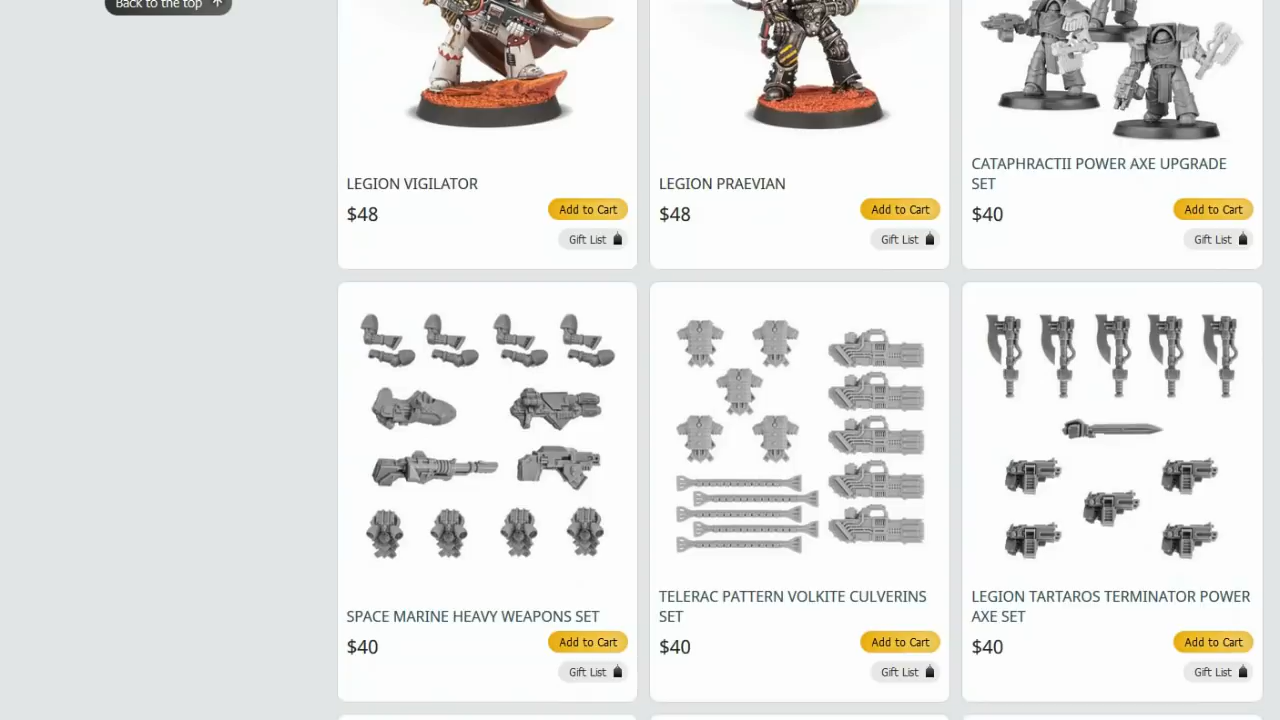 Back to the top
LEGION VIGILATOR
$48
Add to Cart
Gift List
LEGION PRAEVIAN
$48
Add to Cart
Gift List
CATAPHRACTII POWER AXE UPGRADE
SET
$40
Add to Cart
Gift List
SPACE MARINE HEAVY WEAPONS SET
$40
Add to Cart
Gift List
TELERAC PATTERN VOLKITE CULVERINS
SET
$40
Add to Cart
Gift List
LEGION TARTAROS TERMINATOR POWER
AXE SET
$40
Add to Cart
Gift List